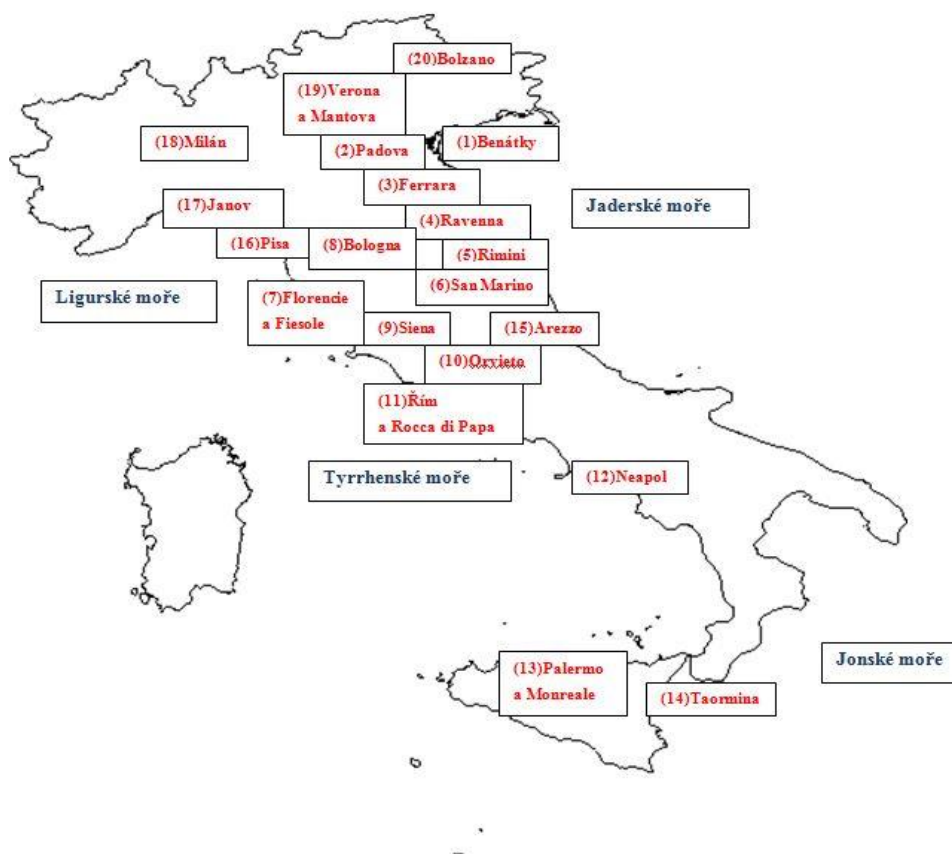 (20)Bolzano
(19)Verona
a Mantova
(18)Milán
(1)Benátky
(2)Padova
(3)Ferrara
(17)Janov
Jaderské moře
(4)Ravenna
(16)Pisa
(8)Bologna
(5)Rimini
(6)San Marino
Ligurské moře
(7)Florencie
a Fiesole
(9)Siena
(15)Arezzo
(10)Orvieto
(11)Řím
a Rocca di Papa
Tyrrhenské moře
(12)Neapol
Jonské moře
(13)Palermo
a Monreale
(14)Taormina